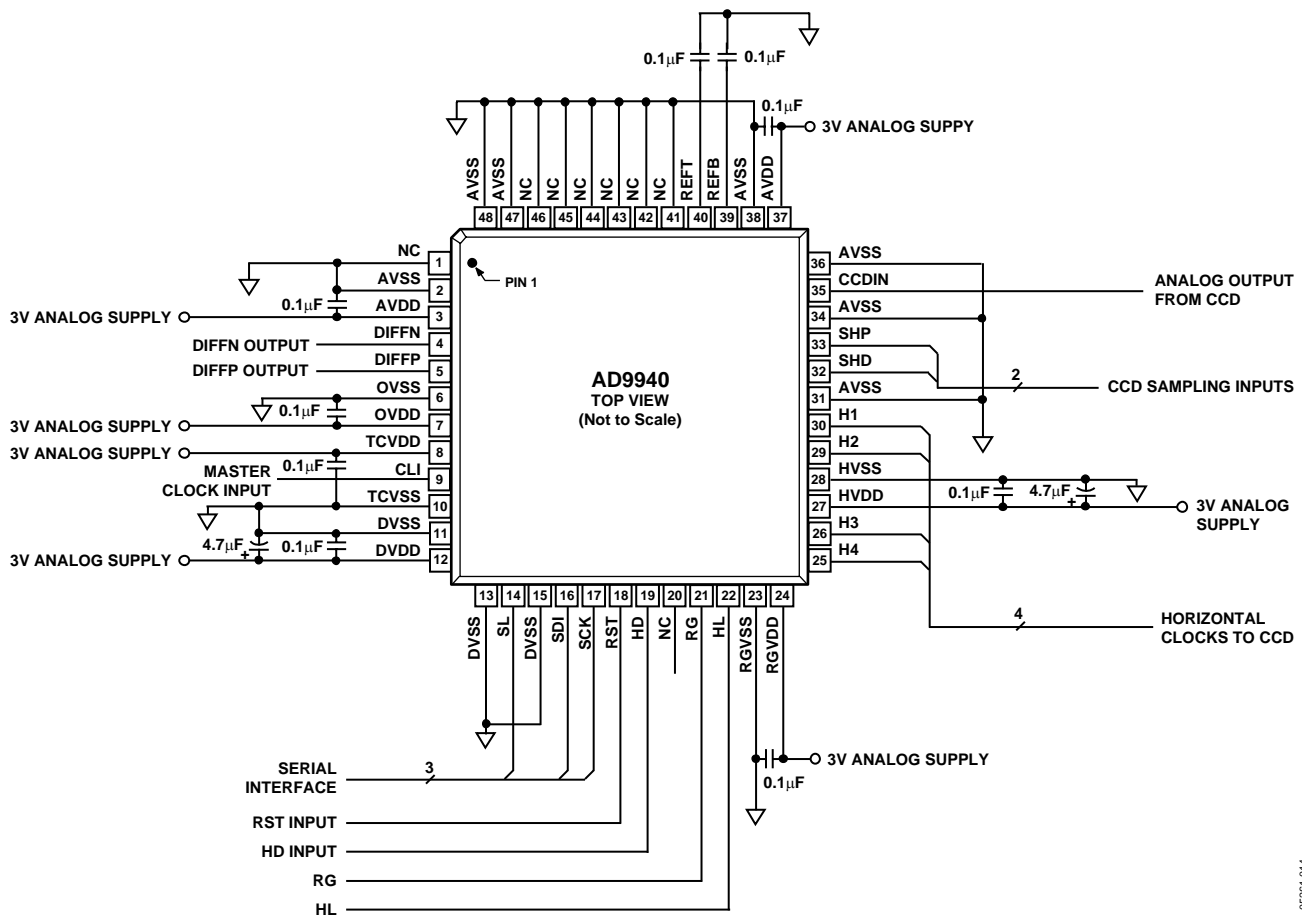 0.1μF
0.1μF
0.1μF
3V ANALOG SUPPY
AVSS
AVSS
NC
NC
NC
NC
NC
NC
REFT
REFB
AVSS
AVDD
48
47
46
45
44
43
42
41
40
39
38
37
NC
1
AVSS
2
0.1μF
3V ANALOG SUPPLY
AVDD
3
DIFFN OUTPUT
DIFFN
4
DIFFP OUTPUT
DIFFP
5
OVSS
6
0.1μF
3V ANALOG SUPPLY
OVDD
7
3V ANALOG SUPPLY
TCVDD
8
0.1μF
MASTER
CLOCK INPUT
CLI
9
TCVSS
10
DVSS
11
4.7μF
+
0.1μF
3V ANALOG SUPPLY
DVDD
12
PIN 1
AD9940
TOP VIEW
(Not to Scale)
36
AVSS
35
CCDIN
ANALOG OUTPUT
FROM CCD
34
AVSS
33
SHP
32
SHD
2
CCD SAMPLING INPUTS
31
AVSS
30
H1
29
H2
28
HVSS
0.1μF
4.7μF
+
27
HVDD
3V ANALOG
SUPPLY
26
H3
25
H4
4
HORIZONTAL
CLOCKS TO CCD
13
14
15
16
17
18
19
20
21
22
23
24
DVSS
SL
DVSS
SDI
SCK
RST
HD
NC
RG
HL
RGVSS
RGVDD
3V ANALOG SUPPLY
0.1μF
SERIAL
INTERFACE
3
RST INPUT
HD INPUT
RG
HL